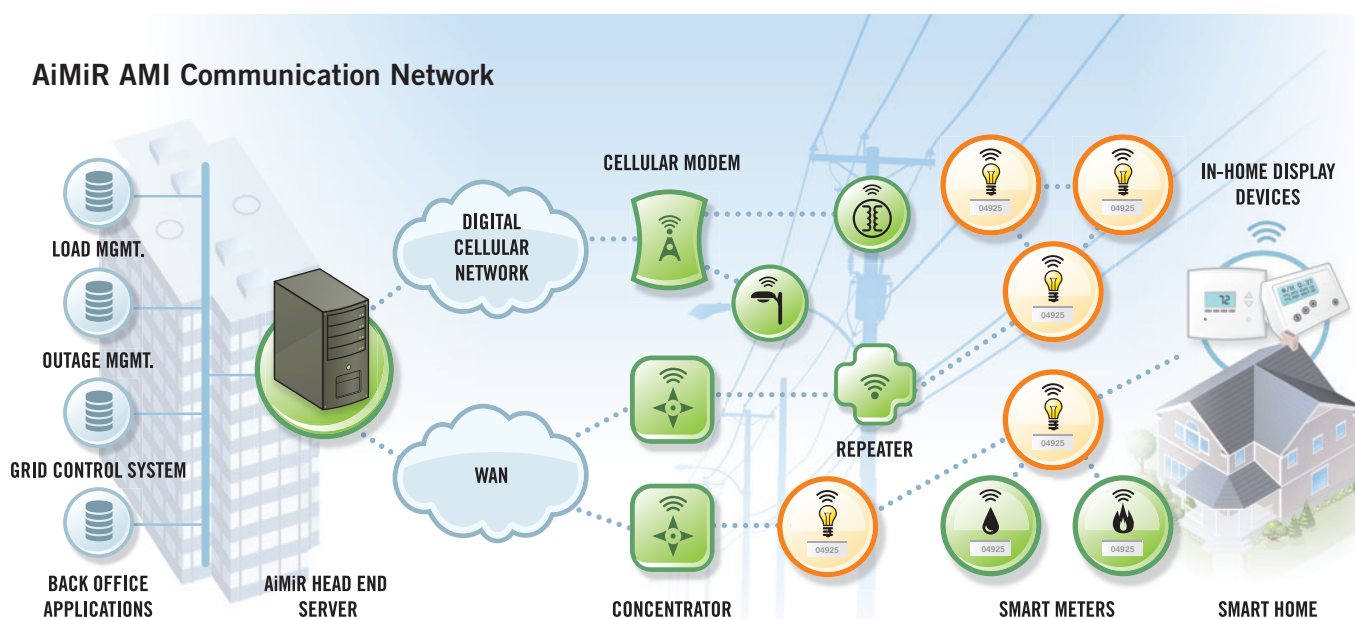 AiMiR AMI Communication Network
LOAD MGMT.
OUTAGE MGMT.
GRID CONTROL SYSTEM
BACK OFFICE
APPLICATIONS
AiMiR HEAD END
SERVER
DIGITAL
CELLULAR
NETWORK
WAN
CELLULAR MODEM
CONCENTRATOR
REPEATER
04925
04925
04925
04925
04925
04925
04925
SMART METERS
IN-HOME DISPLAY
DEVICES
72
SMART HOME